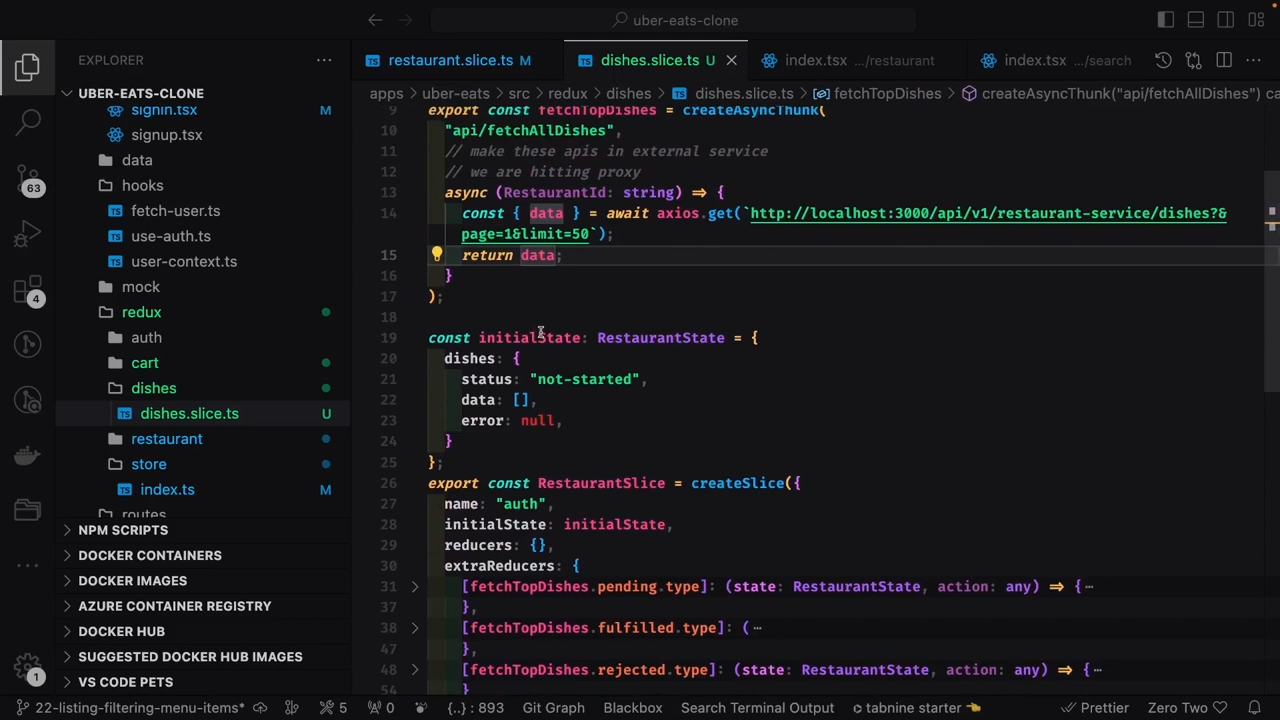 uber-eats-clone
EXPLORER
restaurant.slice.ts M
dishes.slice.ts U
index.tsx .../restaurant
index.tsx .../search
UBER-EATS-CLONE
apps > uber-eats > src > redux > dishes > dishes.slice.ts > fetchTopDishes > createAsyncThunk("api/fetchAllDishes") ca
signin.tsx M
signup.tsx
data
hooks
fetch-user.ts
use-auth.ts
user-context.ts
mock
redux
auth
cart
dishes
dishes.slice.ts U
restaurant
store
index.ts M
routes
NPM SCRIPTS
DOCKER CONTAINERS
DOCKER IMAGES
AZURE CONTAINER REGISTRY
DOCKER HUB
SUGGESTED DOCKER HUB IMAGES
VS CODE PETS
63
4
1
9 export const fetchTopDishes = createAsyncThunk(
10 "api/fetchAllDishes",
11 // make these apis in external service
12 // we are hitting proxy
13 async (RestaurantId: string) => {
14 const { data } = await axios.get(`http://localhost:3000/api/v1/restaurant-service/dishes?&
page=1&limit=50`);
15 return data;
16 }
17 );
18
19 const initialState: RestaurantState = {
20 dishes: {
21 status: "not-started",
22 data: [],
23 error: null,
24 }
25 };
26 export const RestaurantSlice = createSlice({
27 name: "auth",
28 initialState: initialState,
29 reducers: {},
30 extraReducers: {
31 [fetchTopDishes.pending.type]: (state: RestaurantState, action: any) => {⋯
37 },
38 [fetchTopDishes.fulfilled.type]: (⋯
47 },
48 [fetchTopDishes.rejected.type]: (state: RestaurantState, action: any) => {⋯
54 }
22-listing-filtering-menu-items* 5 0 {..} : 893 Git Graph Blackbox Search Terminal Output tabnine starter Prettier Zero Two